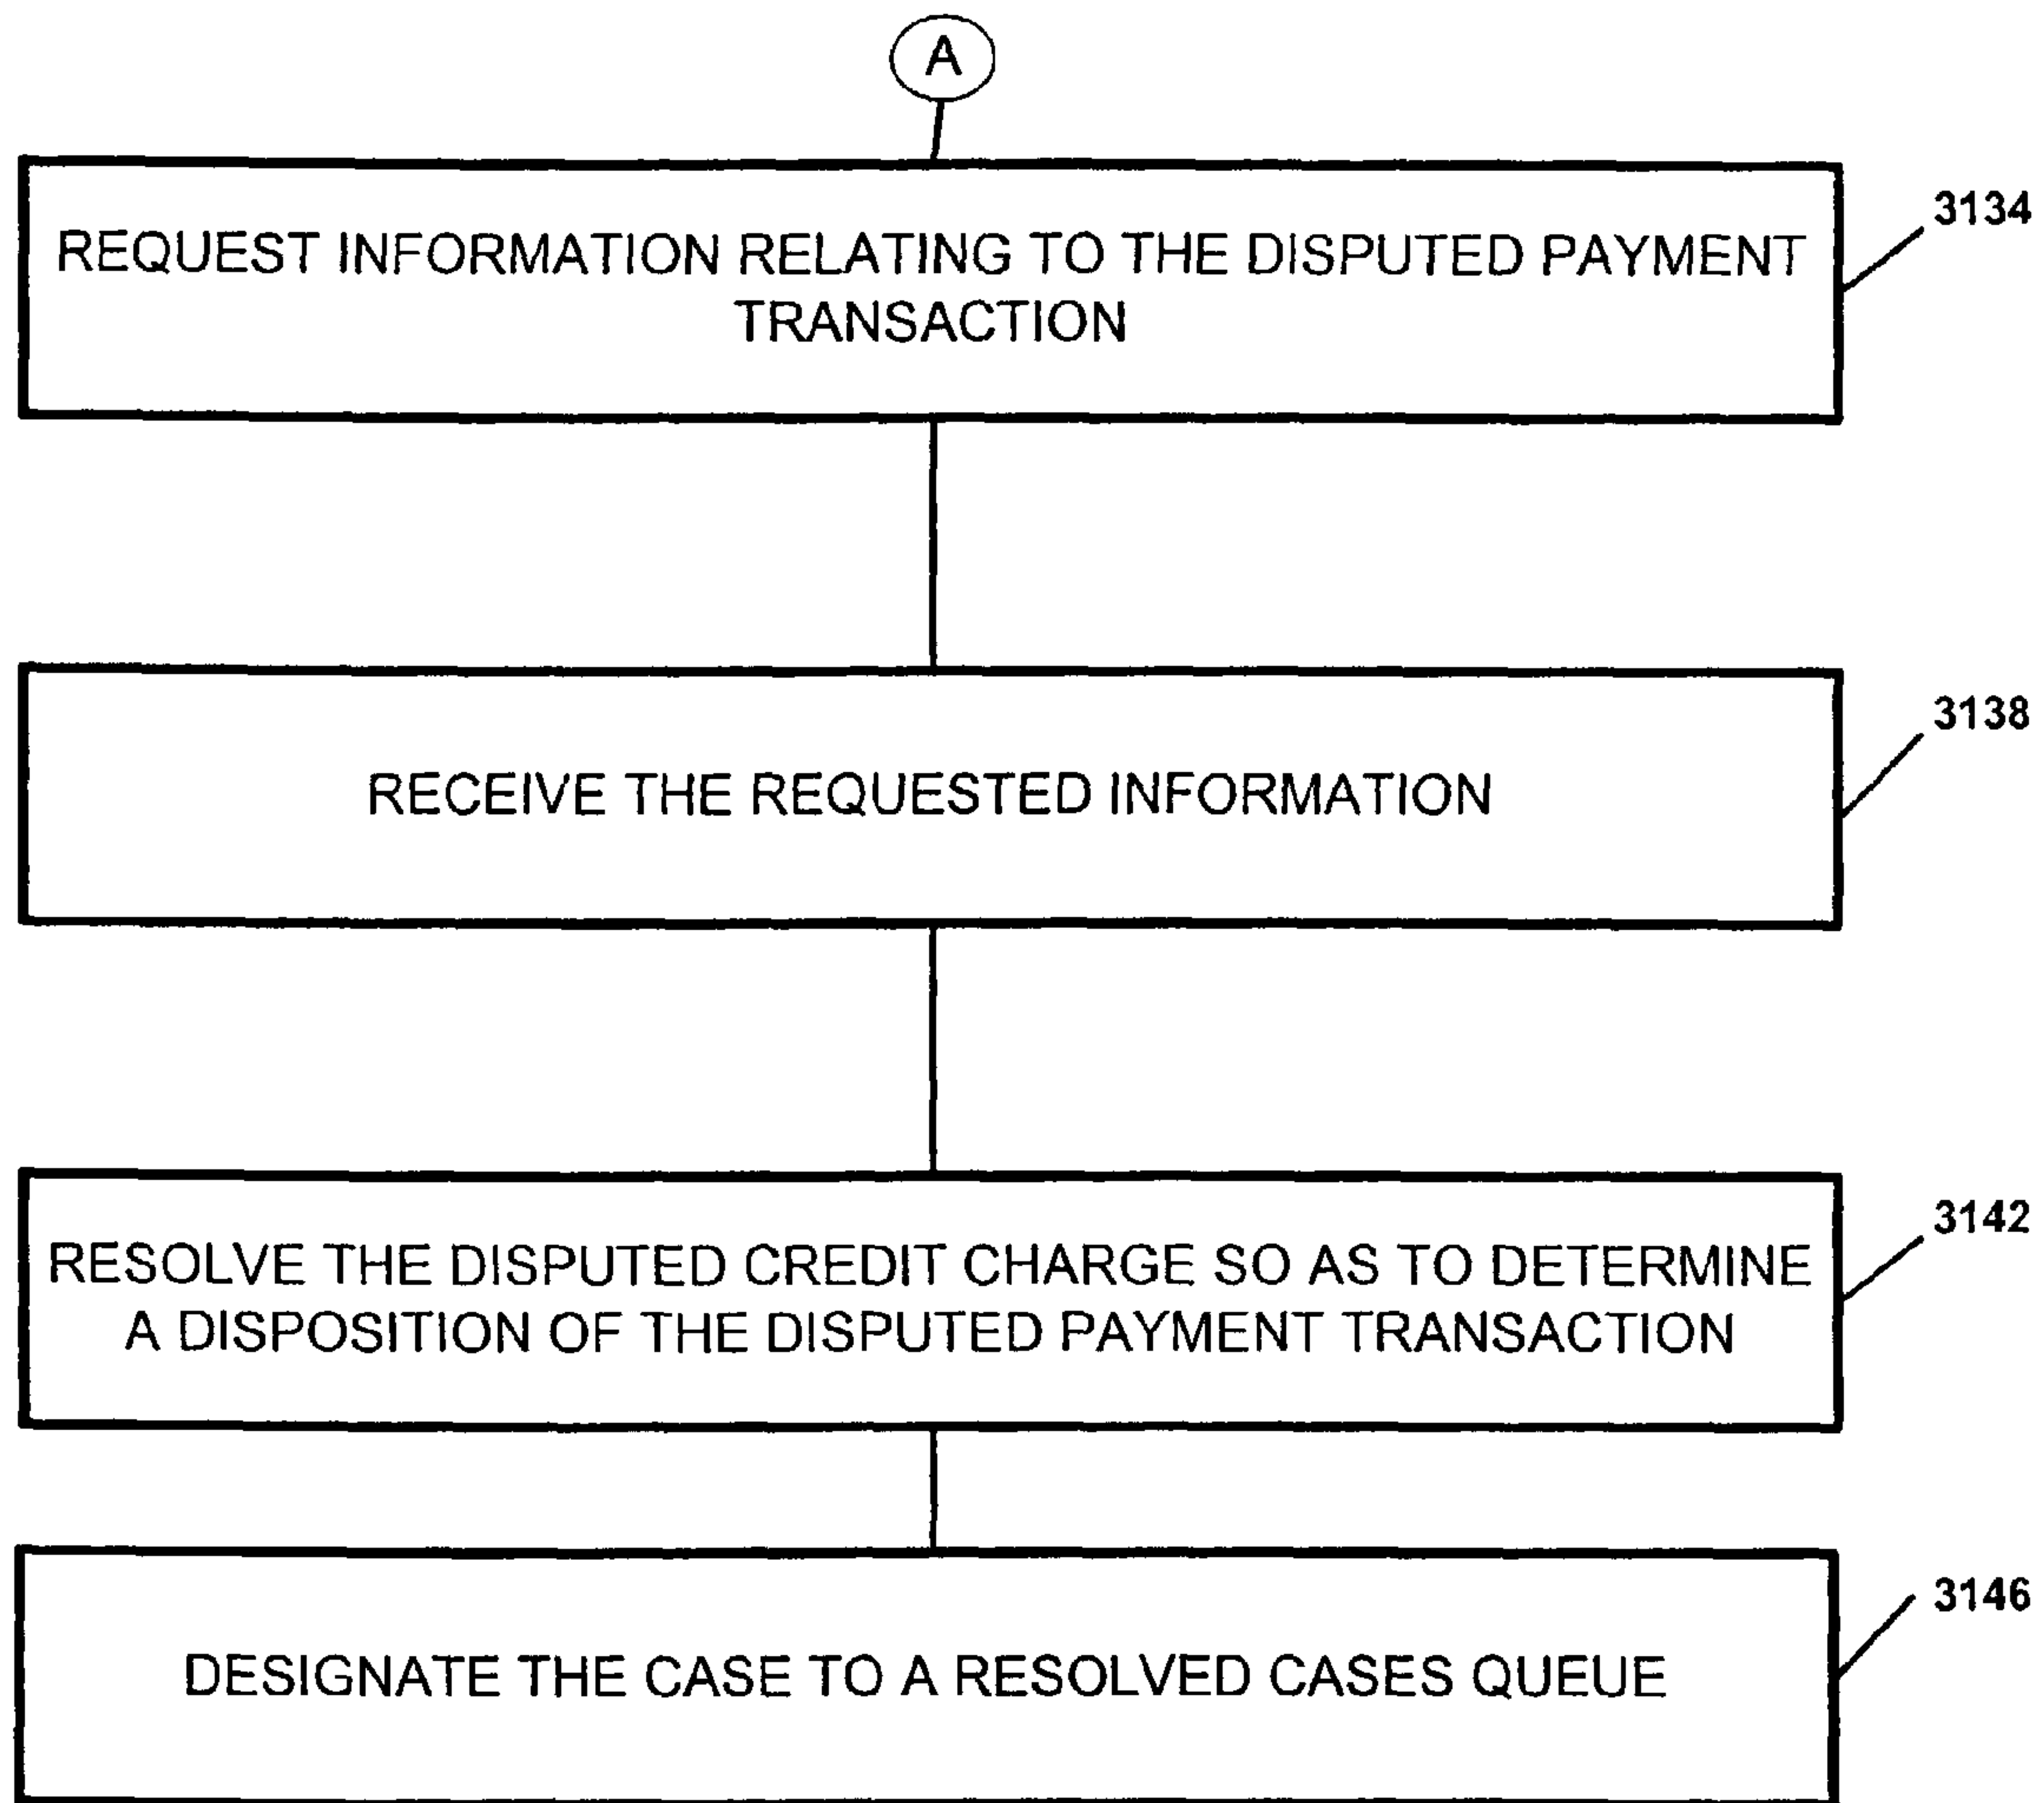 A
3134
REQUEST INFORMATION RELATING TO THE DISPUTED PAYMENT
TRANSACTION
3138
RECEIVE THE REQUESTED INFORMATION
3142
RESOLVE THE DISPUTED CREDIT CHARGE SO AS TO DETERMINE
A DISPOSITION OF THE DISPUTED PAYMENT TRANSACTION
3146
DESIGNATE THE CASE TO A RESOLVED CASES QUEUE